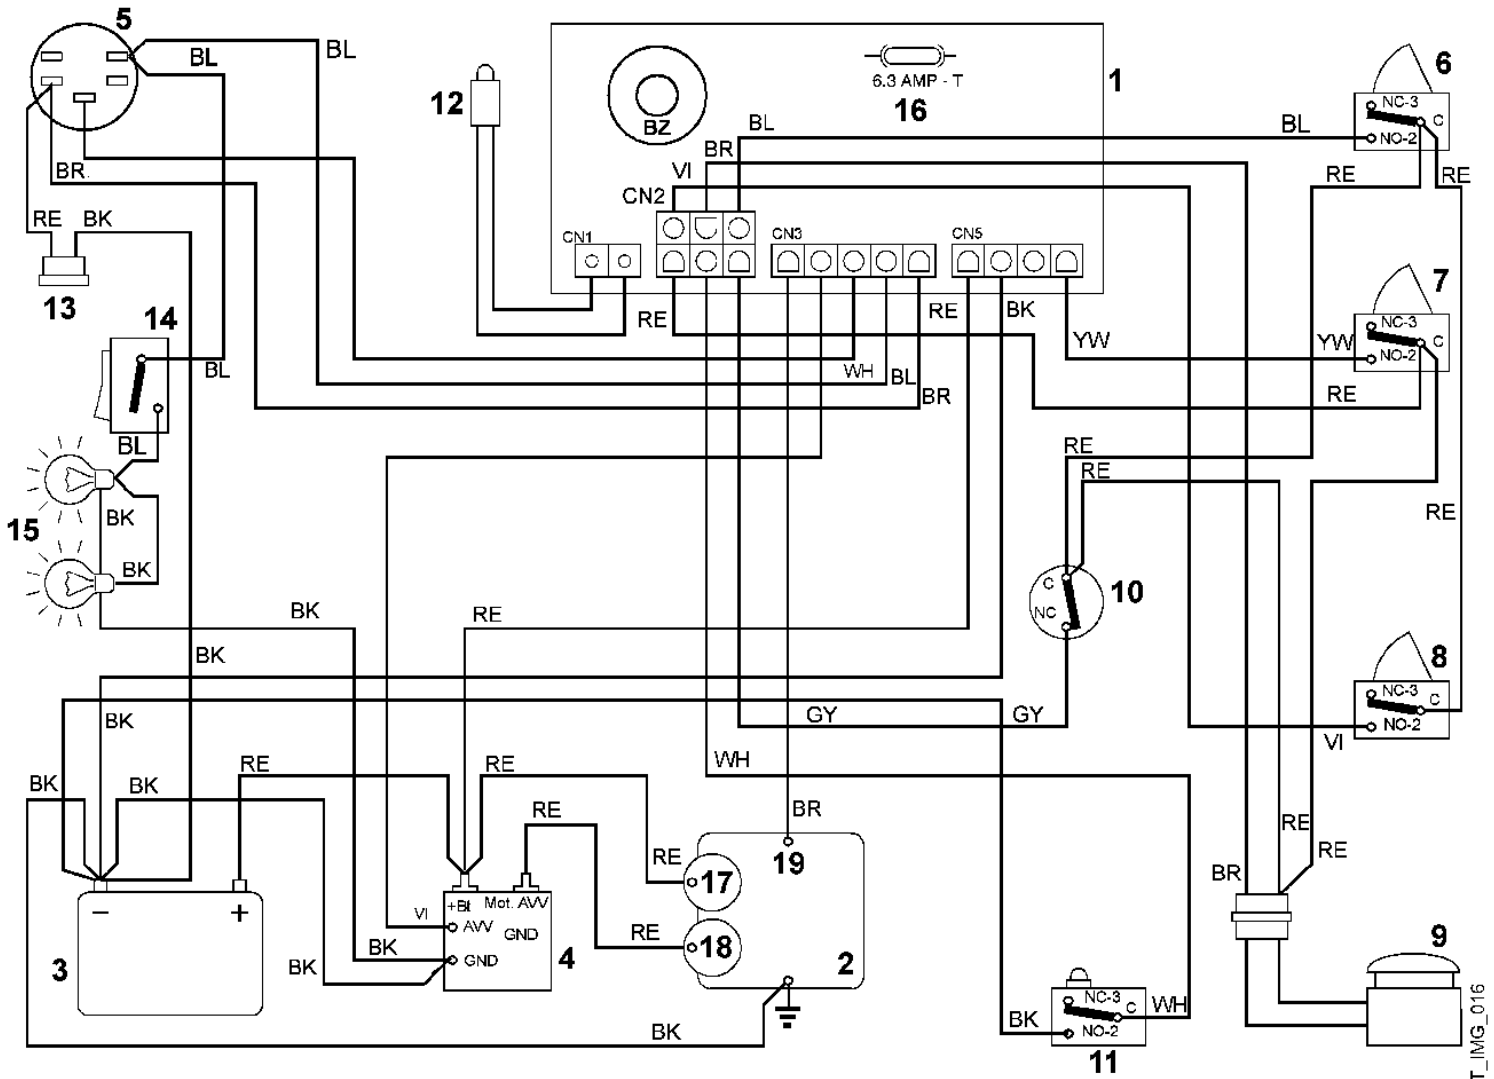 5
BL
BL
12
BZ
6.3 AMP - T
16
1
6
NC-3
C
NO-2
BL
BL
BR
VI
CN2
BR
RE
RE
RE
BK
CN1
CN3
CN5
13
14
7
NC-3
C
NO-2
RE
RE
BK
YW
YW
BL
WH
BL
BR
RE
BL
RE
RE
RE
15
BK
BK
C
NC
10
BK
RE
BK
8
NC-3
C
NO-2
BK
GY
GY
VI
WH
RE
RE
BK
BK
RE
BR
RE
RE
19
RE
17
BR
+Bt
Mot. AVV
VI
AVV
GND
RE
18
BK
GND
− +
3
4
2
9
BK
NC-3
C
WH
NO-2
BK
BK
11
T_IMG_016